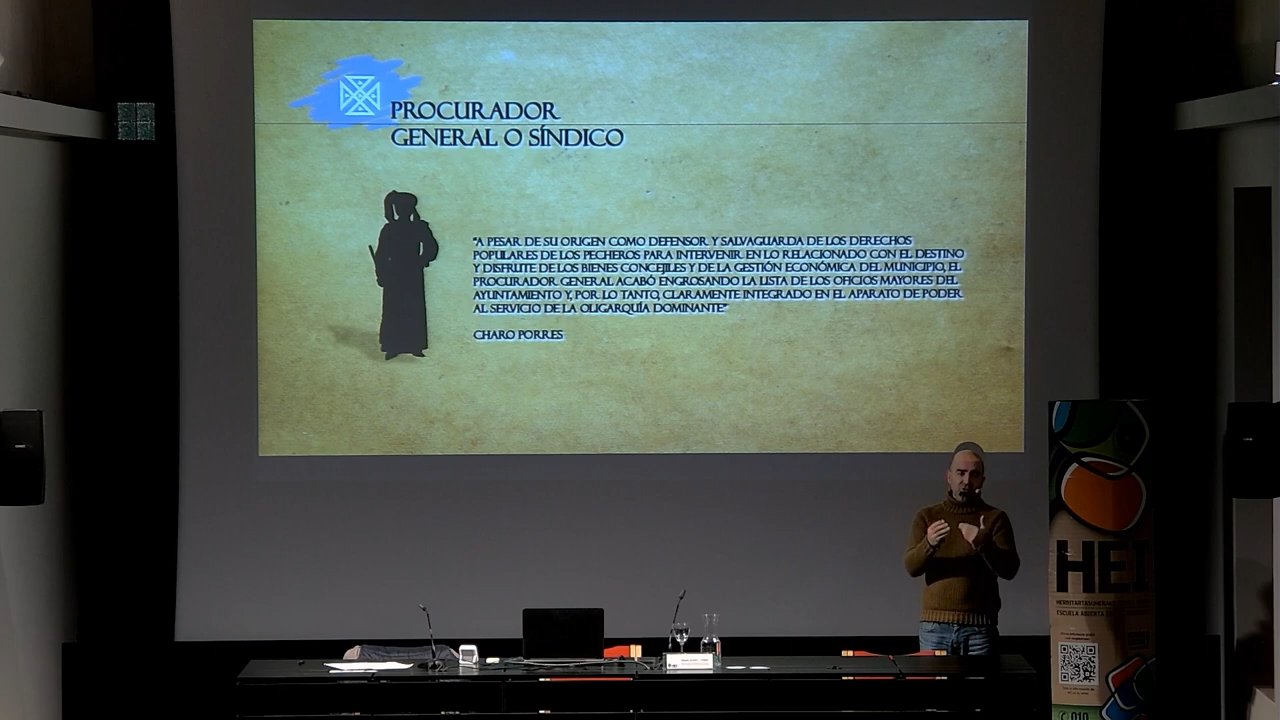 PROCURADOR
GENERAL O SÍNDICO
"A PESAR DE SU ORIGEN COMO DEFENSOR Y SALVAGUARDA DE LOS DERECHOS
POPULARES DE LOS PECHEROS PARA INTERVENIR EN LO RELACIONADO CON EL DESTINO
Y DISFRUTE DE LOS BIENES CONCEJILES Y DE LA GESTIÓN ECONÓMICA DEL MUNICIPIO, EL
PROCURADOR GENERAL ACABÓ ENGROSANDO LA LISTA DE LOS OFICIOS MAYORES DEL
AYUNTAMIENTO Y, POR LO TANTO, CLARAMENTE INTEGRADO EN EL APARATO DE PODER
AL SERVICIO DE LA OLIGARQUÍA DOMINANTE"
CHARO PORRES
HEI
ESCUELA ABIERTA
010